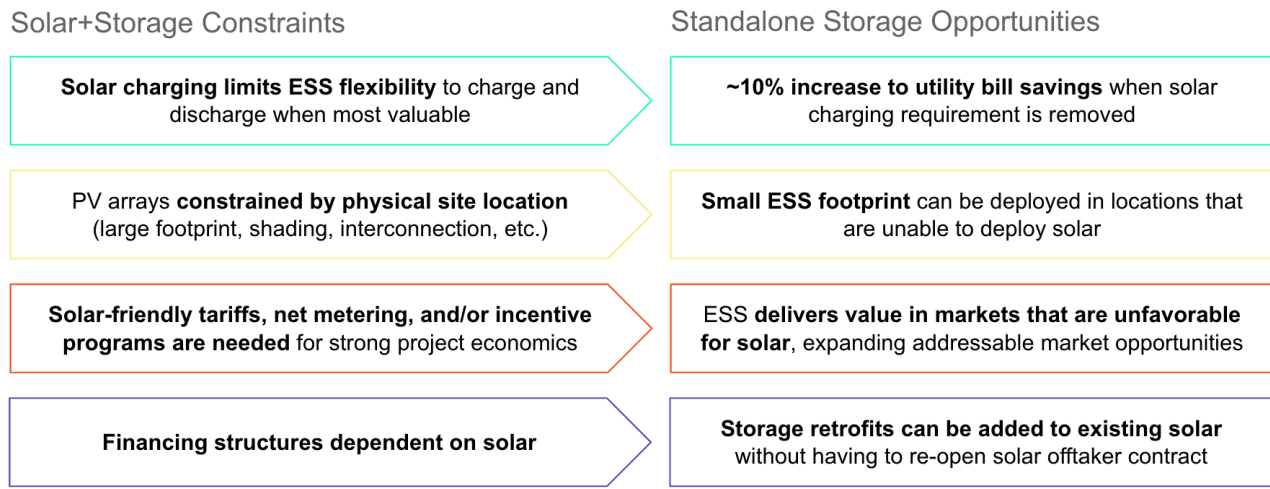 Solar+Storage Constraints
Standalone Storage Opportunities
Solar charging limits ESS flexibility to charge and
discharge when most valuable
~10% increase to utility bill savings when solar
charging requirement is removed
PV arrays constrained by physical site location
(large footprint, shading, interconnection, etc.)
Small ESS footprint can be deployed in locations that
are unable to deploy solar
Solar-friendly tariffs, net metering, and/or incentive
programs are needed for strong project economics
ESS delivers value in markets that are unfavorable
for solar, expanding addressable market opportunities
Financing structures dependent on solar
Storage retrofits can be added to existing solar
without having to re-open solar offtaker contract